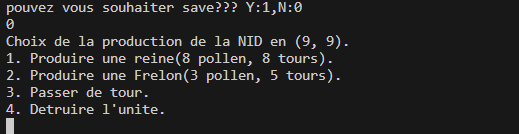 pouvez vous souhaiter save??? Y:1,N:0
0
Choix de la production de la NID en (9, 9).
1. Produire une reine(8 pollen, 8 tours).
2. Produire une Frelon(3 pollen, 5 tours).
3. Passer de tour.
4. Detruire l'unite.